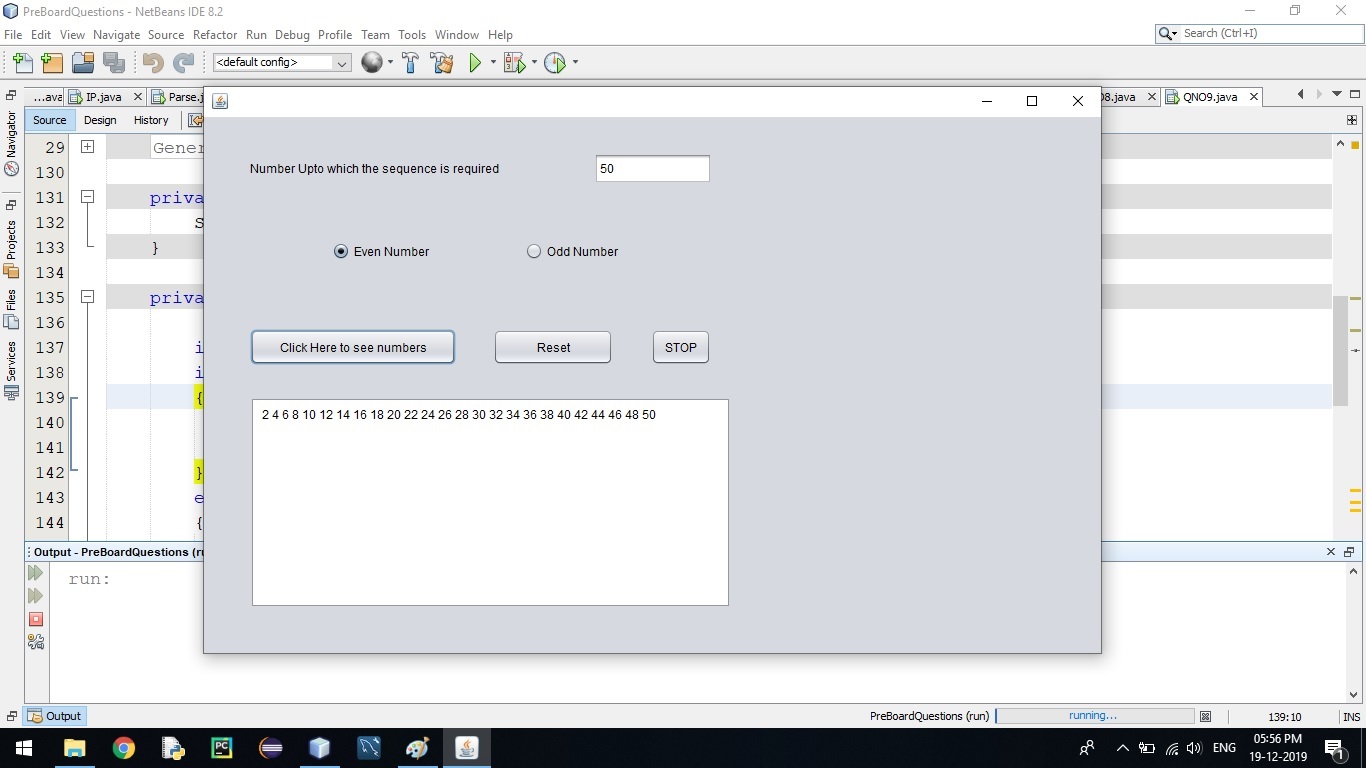 PreBoardQuestions - NetBeans IDE 8.2
File Edit View Navigate Source Refactor Run Debug Profile Team Tools Window Help
Search (Ctrl+I)
<default config>
...ava IP.java Parse.j 08.java QNO9.java
Source Design History
Navigator
Projects
Files
Services
29 Gener
130
131 priva
132 S
133 }
134
135 priva
136
137 i
138 i
139 {
140
141
142 }
143 e
144 {
Number Upto which the sequence is required 50
Even Number Odd Number
Click Here to see numbers Reset STOP
2 4 6 8 10 12 14 16 18 20 22 24 26 28 30 32 34 36 38 40 42 44 46 48 50
Output - PreBoardQuestions (ru
run:
Output PreBoardQuestions (run) running... 139:10 INS
PC
ENG 05:56 PM
19-12-2019
1